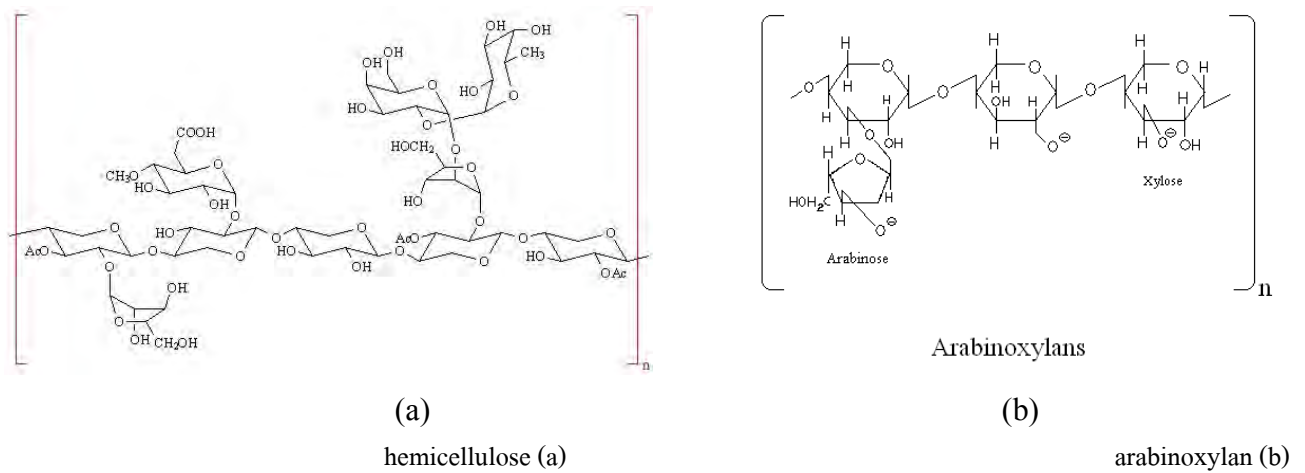 OH
OH
OH
CH3
OH
HO
O
O
HO
O
O
COOH
HOCH2
O
O
CH3O
O
HO
OH
HO
O
O
HO
O
O
O
O
AcO
O
O
AcO
O
O
O
HO
OH
O
O
HO
OAc
O
OH
O
OH
CH2OH
n
(a)
hemicellulose (a)
H
H
H
O
O
O
H
H
H
H
O
O
O
H
H
OH
H
H
H
H
H
O
OH
H
O⊖
O⊖
OH
H
O
H
HOH2C
H
H
O⊖
Xylose
Arabinose
n
Arabinoxylans
(b)
arabinoxylan (b)